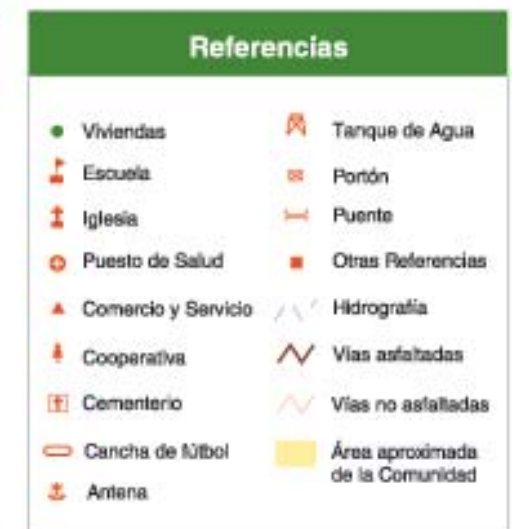 Referencias
Viviendas
Escuela
Iglesia
Puesto de Salud
Comercio y Servicio
Cooperativa
Cementerio
Cancha de fútbol
Antena
Tanque de Agua
Portón
Puente
Otras Referencias
Hidrografía
Vías asfaltadas
Vías no asfaltadas
Área aproximada
de la Comunidad